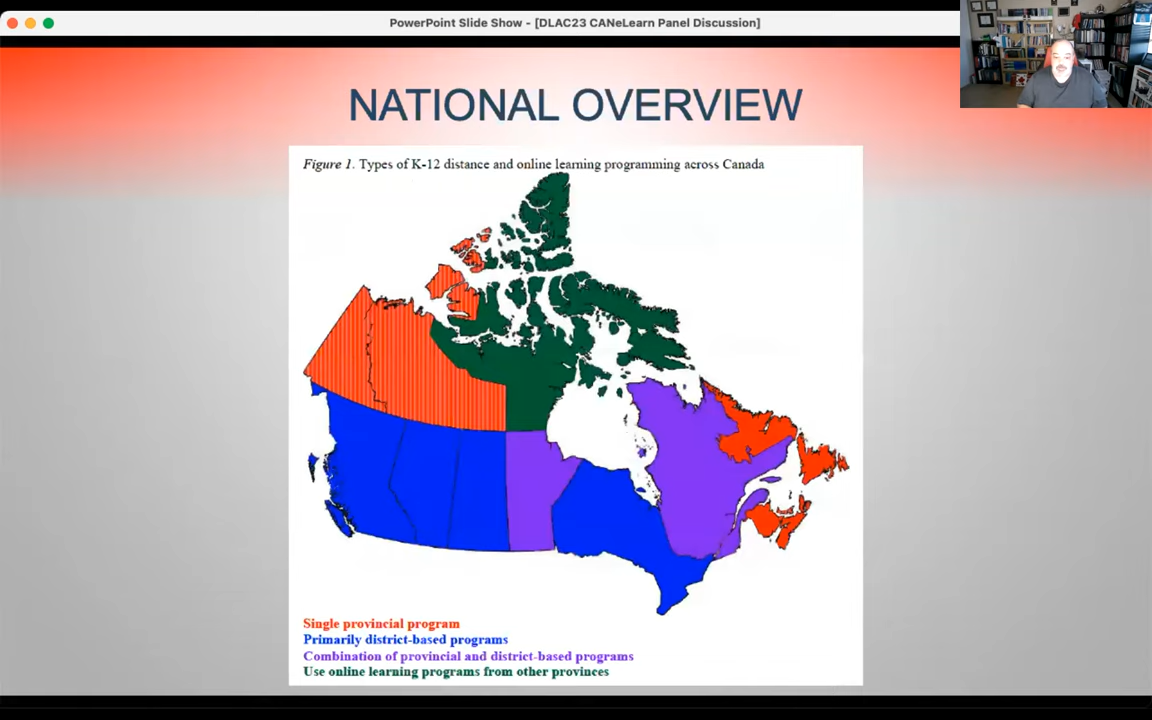 PowerPoint Slide Show - [DLAC23 CANeLearn Panel Discussion]
NATIONAL OVERVIEW
Figure 1. Types of K-12 distance and online learning programming across Canada
Single provincial program
Primarily district-based programs
Combination of provincial and district-based programs
Use online learning programs from other provinces